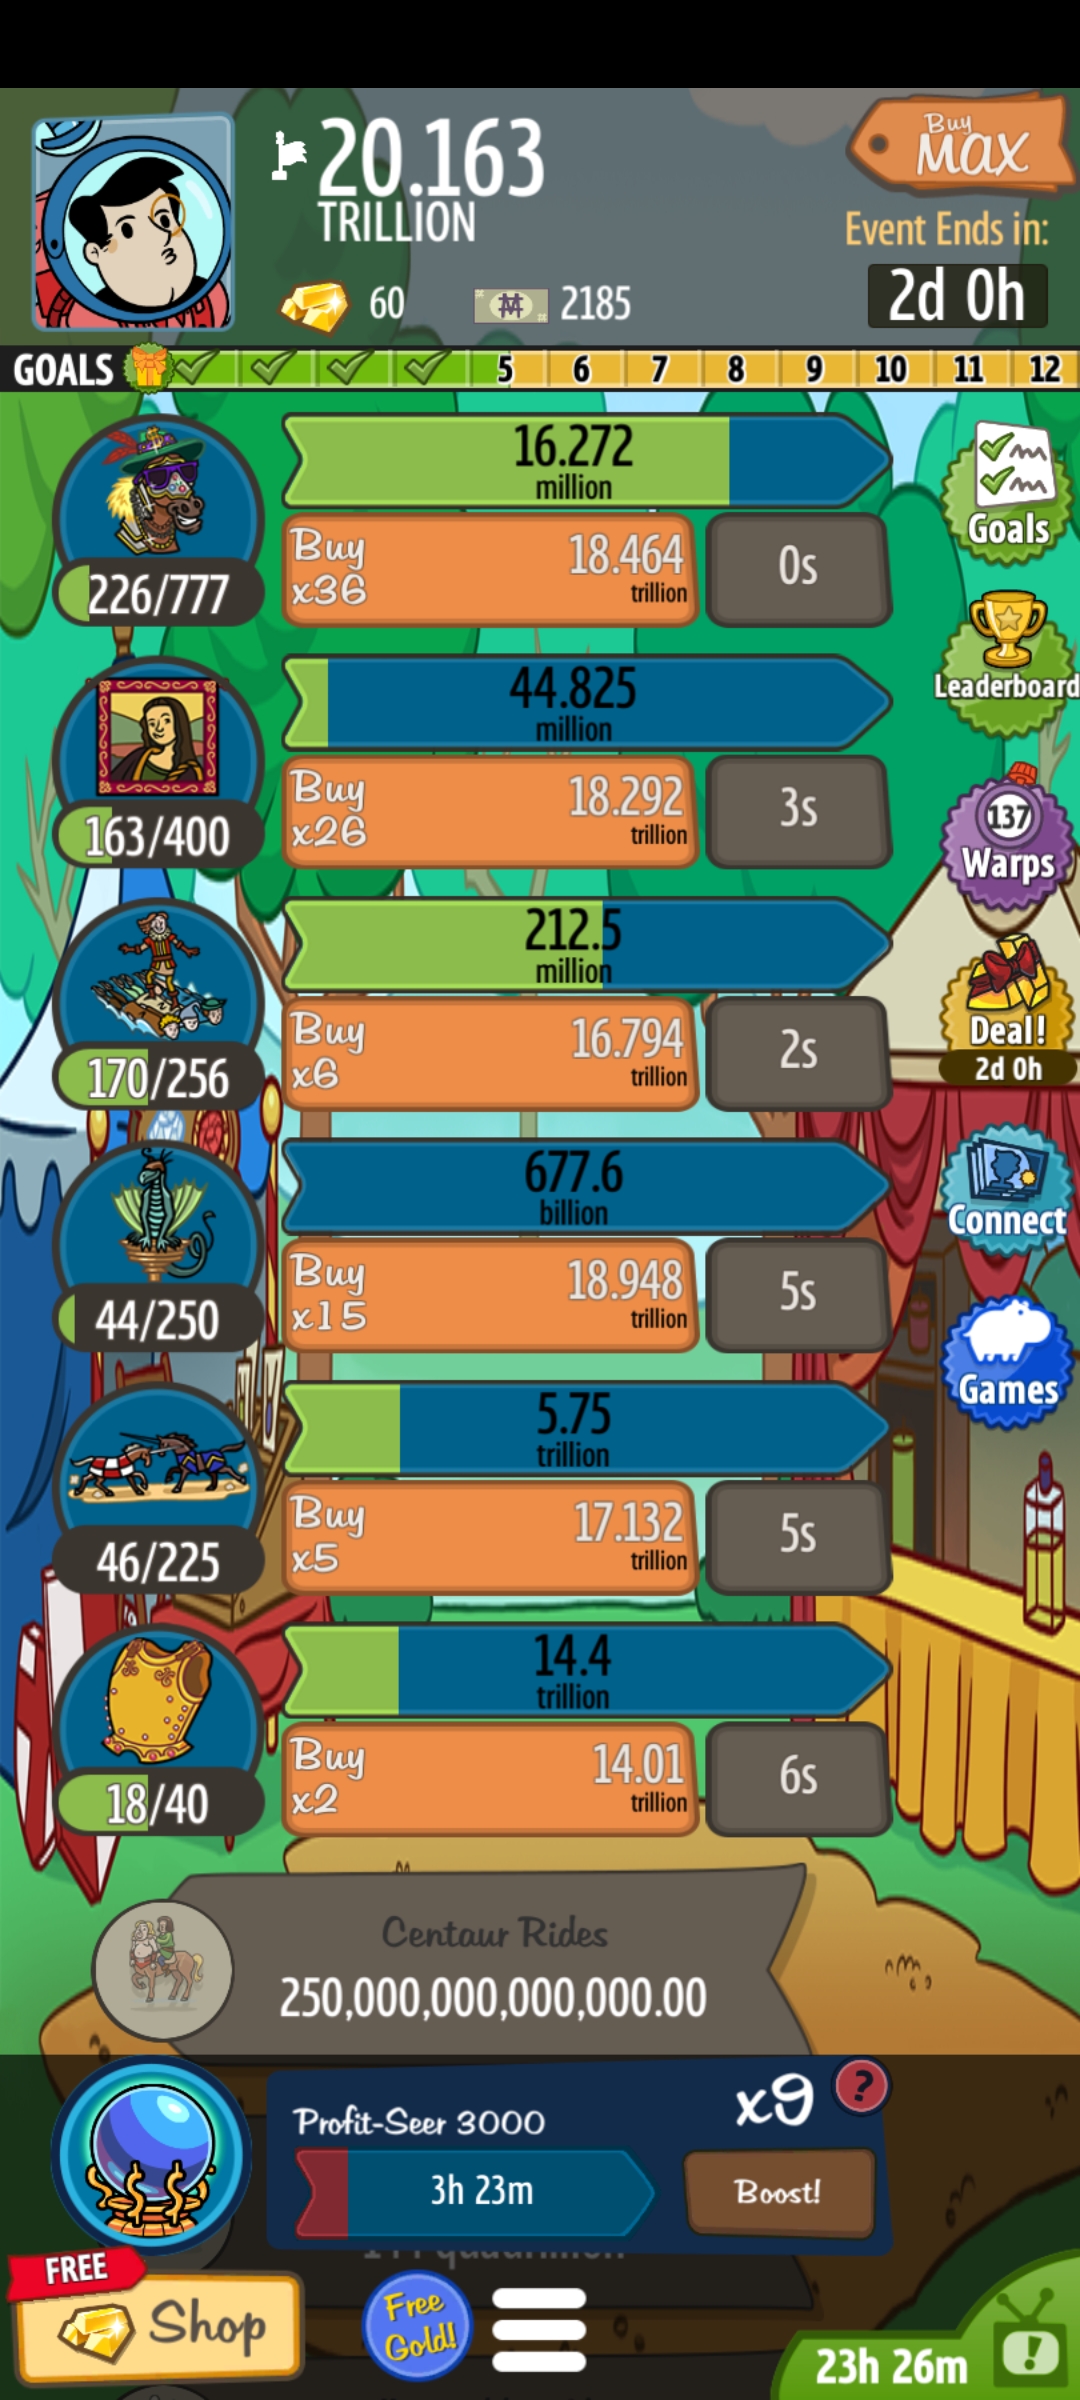 20.163
TRILLION
Buy
MAX
Event Ends in:
2d 0h
60
2185
GOALS
5 6 7 8 9 10 11 12
16.272
million
Buy
x36
18.464
trillion
0s
226/777
Goals
44.825
million
Buy
x26
18.292
trillion
3s
163/400
Leaderboard
137
Warps
212.5
million
Buy
x6
16.794
trillion
2s
170/256
Deal!
2d 0h
677.6
billion
Buy
x15
18.948
trillion
5s
44/250
Connect
Games
5.75
trillion
Buy
x5
17.132
trillion
5s
46/225
14.4
trillion
Buy
x2
14.01
trillion
6s
18/40
Centaur Rides
250,000,000,000,000.00
Profit-Seer 3000
x9
?
3h 23m
Boost!
FREE
Shop
Free
Gold!
23h 26m
!